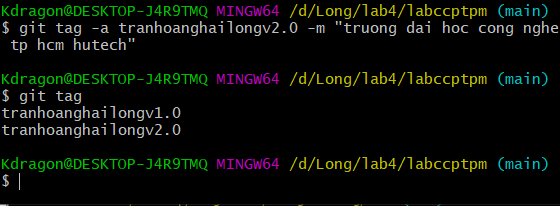 Kdragon@DESKTOP-J4R9TMQ MINGW64 /d/Long/lab4/labccptpm (main)
$ git tag -a tranhoanghailongv2.0 -m "truong dai hoc cong nghe
 tp hcm hutech"

Kdragon@DESKTOP-J4R9TMQ MINGW64 /d/Long/lab4/labccptpm (main)
$ git tag
tranhoanghailongv1.0
tranhoanghailongv2.0

Kdragon@DESKTOP-J4R9TMQ MINGW64 /d/Long/lab4/labccptpm (main)
$